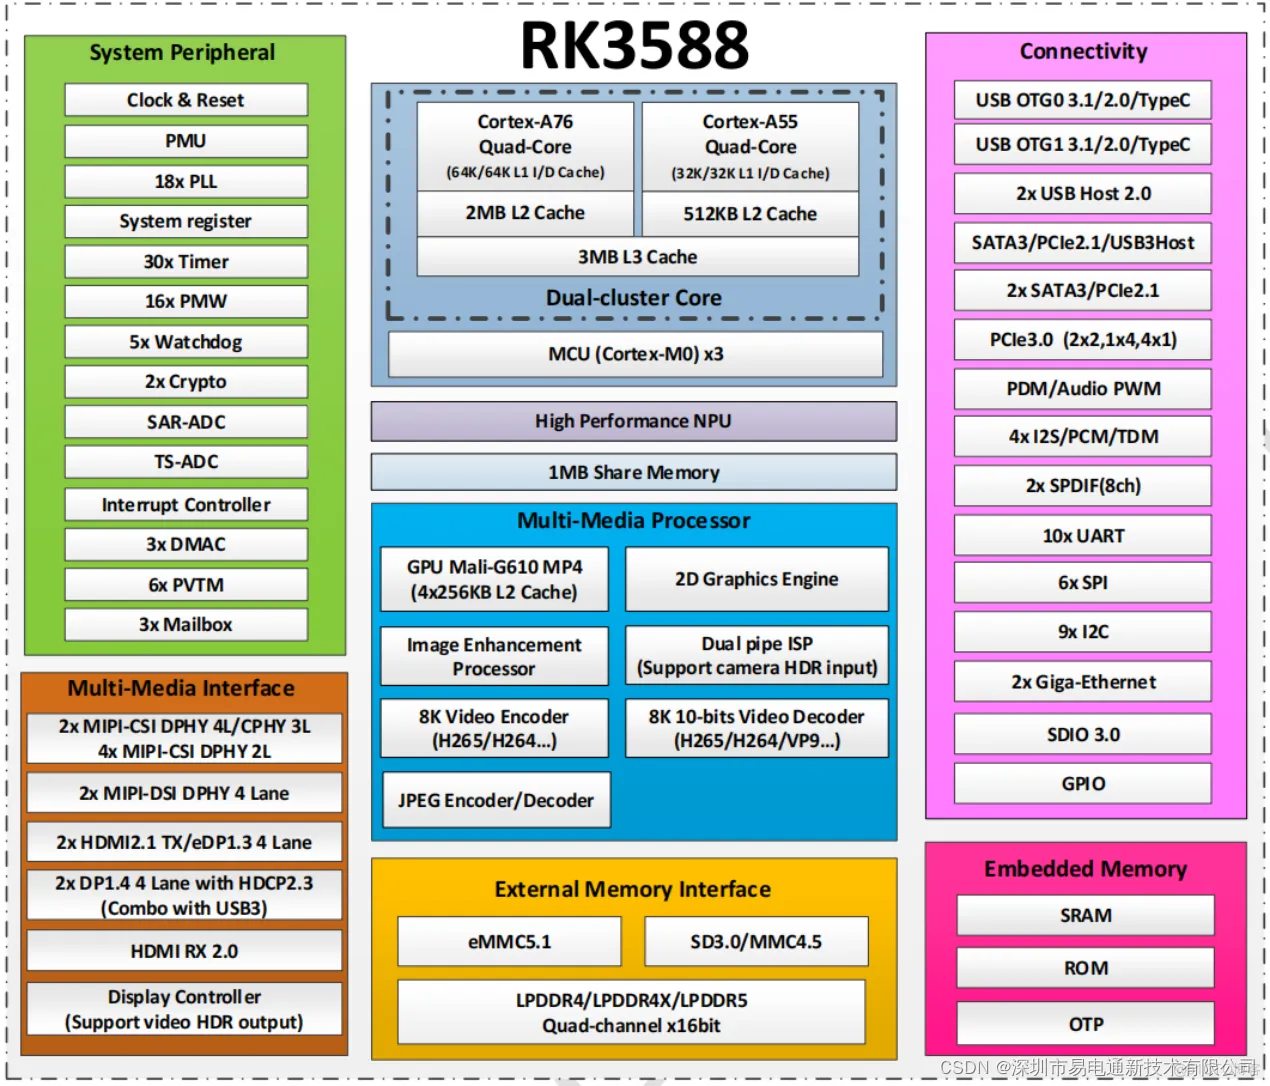 RK3588
System Peripheral
Clock & Reset
PMU
18x PLL
System register
30x Timer
16x PMW
5x Watchdog
2x Crypto
SAR-ADC
TS-ADC
Interrupt Controller
3x DMAC
6x PVTM
3x Mailbox
Multi-Media Interface
2x MIPI-CSI DPHY 4L/CPHY 3L
4x MIPI-CSI DPHY 2L
2x MIPI-DSI DPHY 4 Lane
2x HDMI2.1 TX/eDP1.3 4 Lane
2x DP1.4 4 Lane with HDCP2.3
(Combo with USB3)
HDMI RX 2.0
Display Controller
(Support video HDR output)
Cortex-A76
Quad-Core
(64K/64K L1 I/D Cache)
2MB L2 Cache
Cortex-A55
Quad-Core
(32K/32K L1 I/D Cache)
512KB L2 Cache
3MB L3 Cache
Dual-cluster Core
MCU (Cortex-M0) x3
High Performance NPU
1MB Share Memory
Multi-Media Processor
GPU Mali-G610 MP4
(4x256KB L2 Cache)
2D Graphics Engine
Image Enhancement
Processor
Dual pipe ISP
(Support camera HDR input)
8K Video Encoder
(H265/H264...)
8K 10-bits Video Decoder
(H265/H264/VP9...)
JPEG Encoder/Decoder
External Memory Interface
eMMC5.1
SD3.0/MMC4.5
LPDDR4/LPDDR4X/LPDDR5
Quad-channel x16bit
Connectivity
USB OTG0 3.1/2.0/TypeC
USB OTG1 3.1/2.0/TypeC
2x USB Host 2.0
SATA3/PCIe2.1/USB3Host
2x SATA3/PCIe2.1
PCIe3.0 (2x2,1x4,4x1)
PDM/Audio PWM
4x I2S/PCM/TDM
2x SPDIF(8ch)
10x UART
6x SPI
9x I2C
2x Giga-Ethernet
SDIO 3.0
GPIO
Embedded Memory
SRAM
ROM
OTP
CSDN @深圳市易电通新技术有限公司